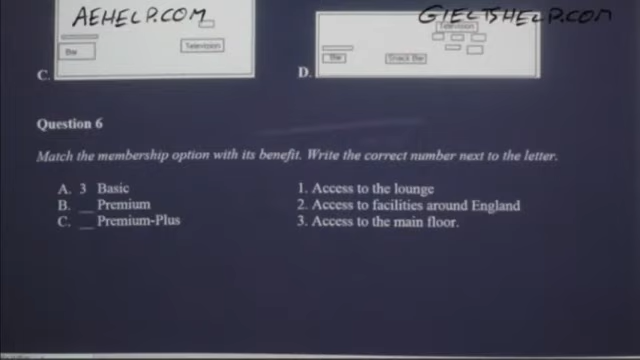 AEHELP.COM
GIELTSHELP.COM
Bar
Television
C.
Television
Bar
Snack Bar
D.
Question 6
Match the membership option with its benefit. Write the correct number next to the letter.
A. 3 Basic
B. __ Premium
C. __ Premium-Plus
1. Access to the lounge
2. Access to facilities around England
3. Access to the main floor.